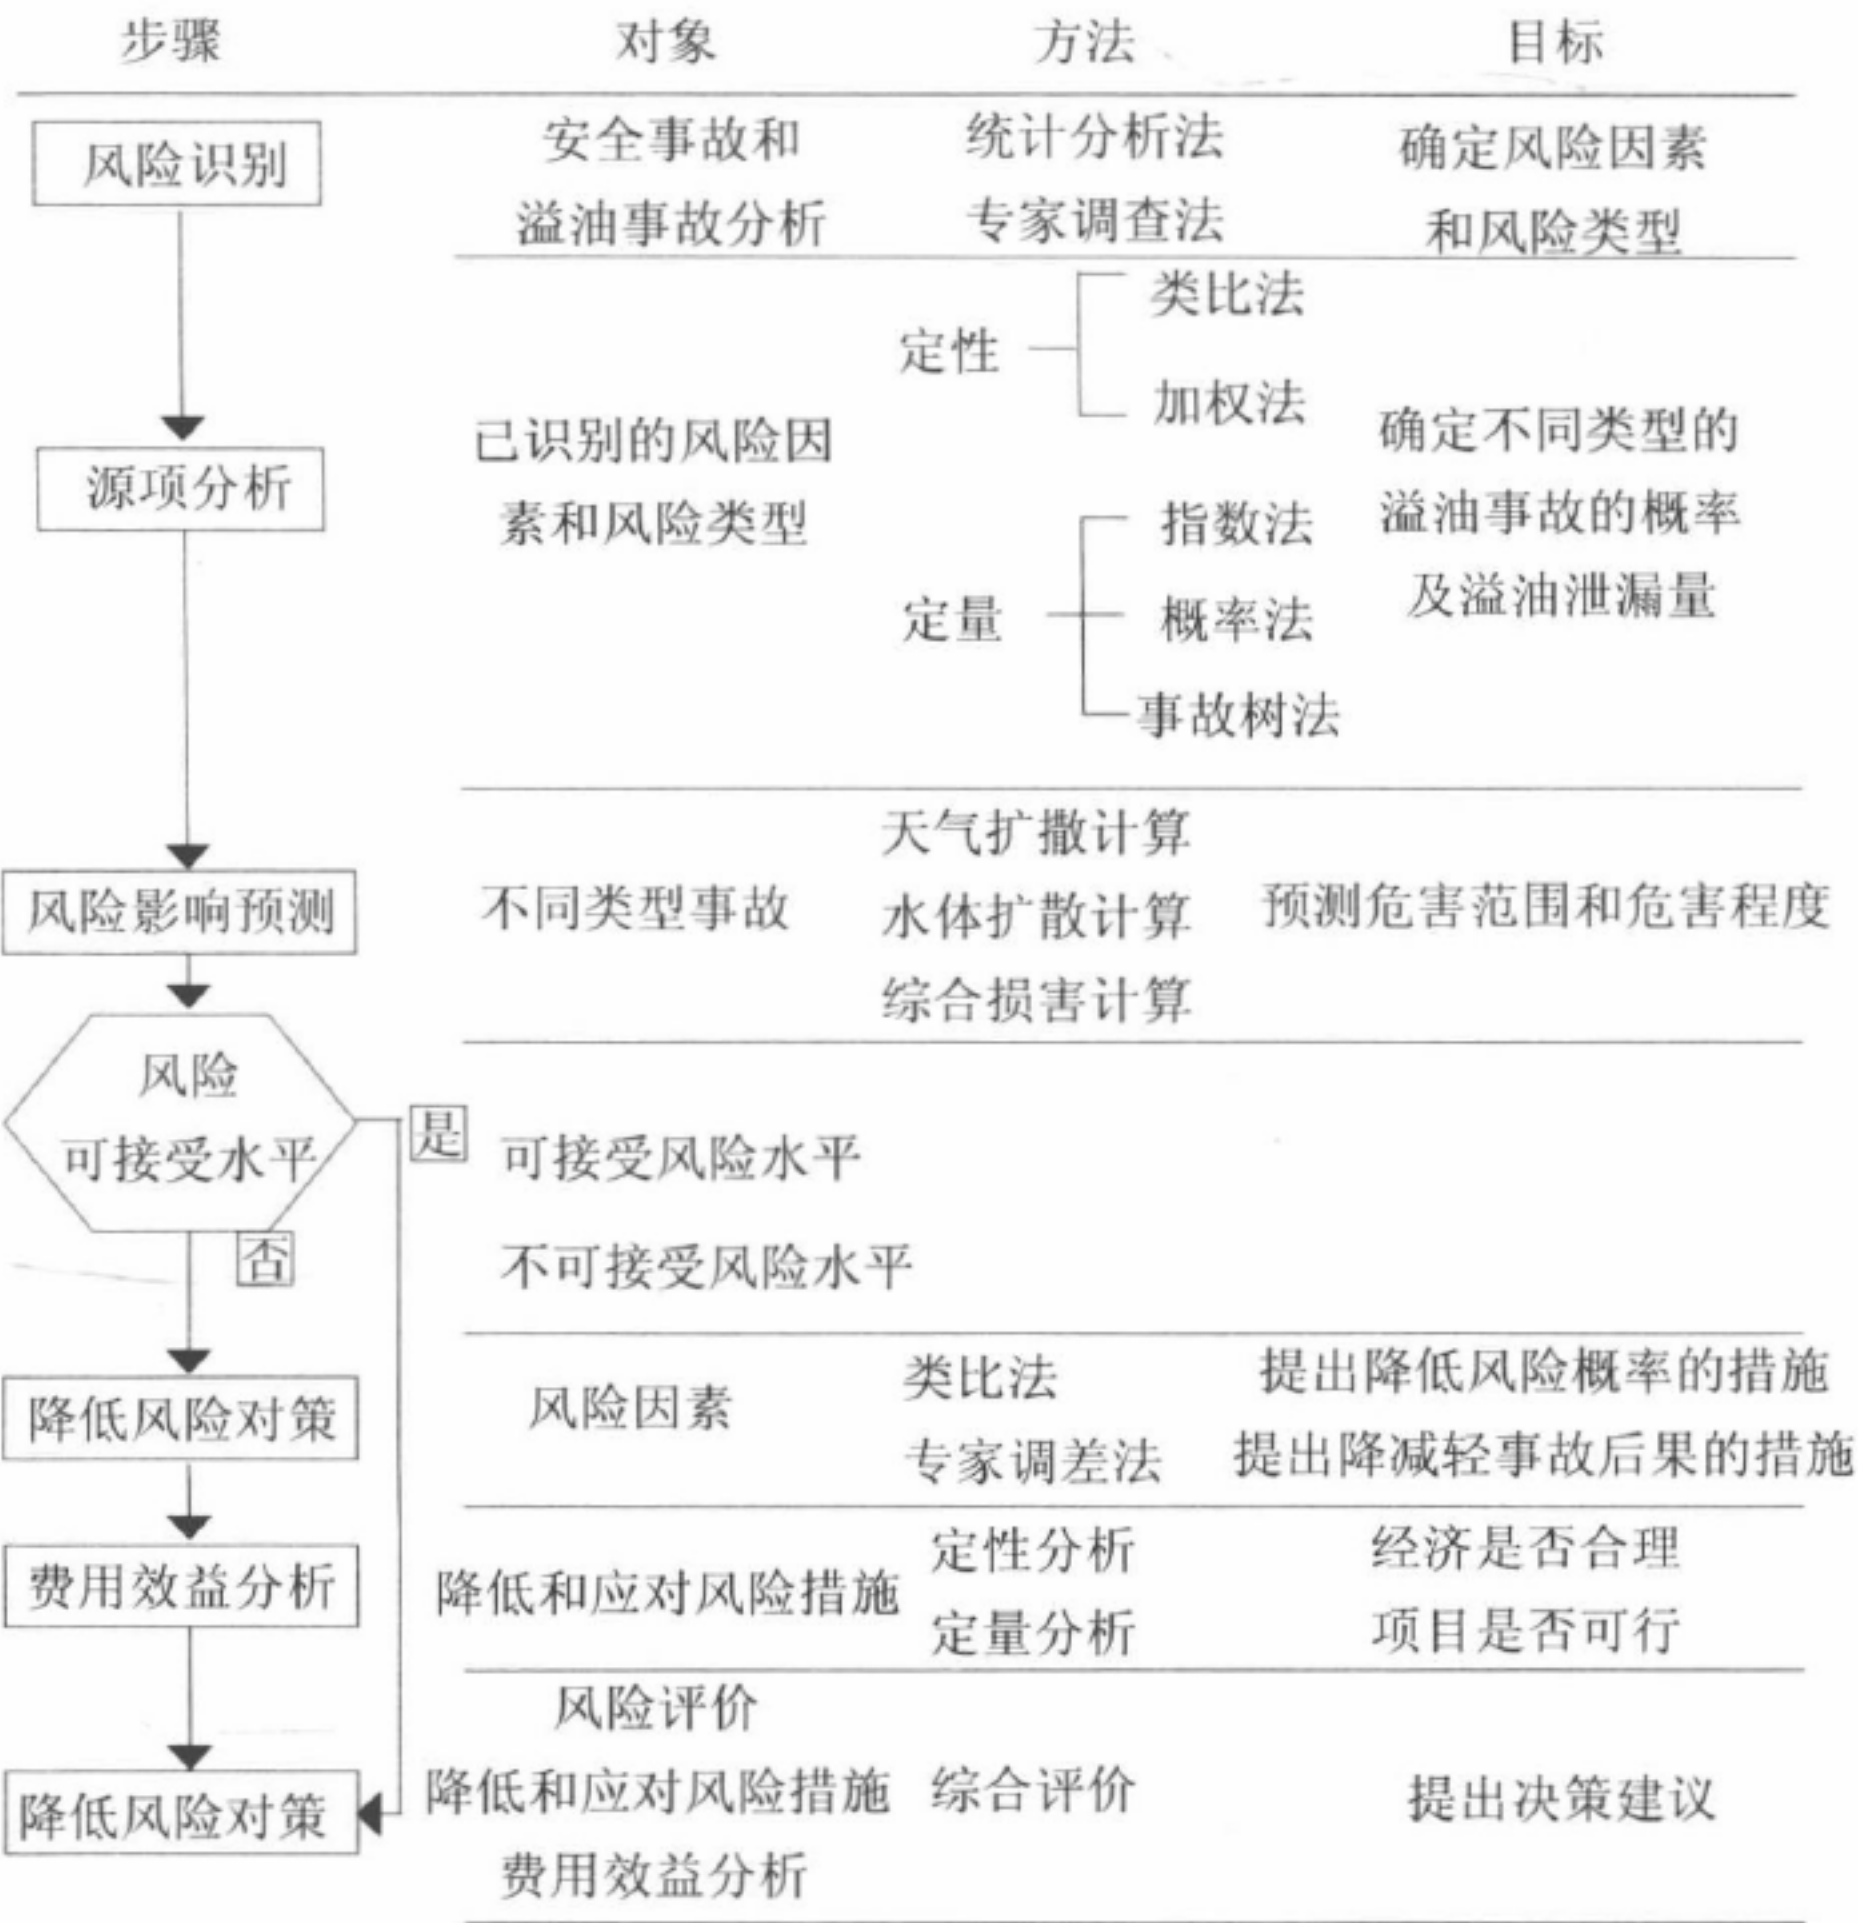 步骤 对象 方法 目标
风险识别
安全事故和
溢油事故分析
统计分析法
专家调查法
确定风险因素
和风险类型
源项分析
已识别的风险因
素和风险类型
定性
类比法
加权法
定量
指数法
概率法
事故树法
确定不同类型的
溢油事故的概率
及溢油泄漏量
风险影响预测
不同类型事故
天气扩撒计算
水体扩散计算
综合损害计算
预测危害范围和危害程度
风险
可接受水平
是
否
可接受风险水平
不可接受风险水平
降低风险对策
风险因素
类比法
专家调差法
提出降低风险概率的措施
提出降减轻事故后果的措施
费用效益分析
降低和应对风险措施
定性分析
定量分析
经济是否合理
项目是否可行
降低风险对策
风险评价
降低和应对风险措施
费用效益分析
综合评价
提出决策建议